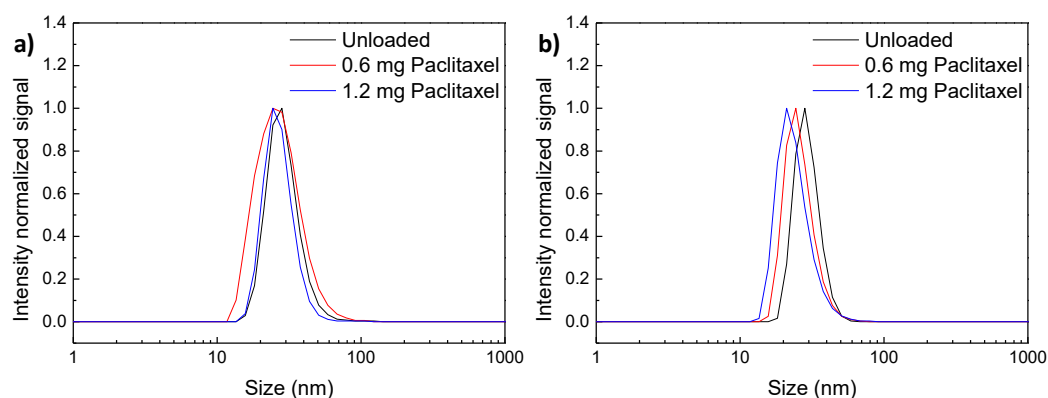 a)
Unloaded
0.6 mg Paclitaxel
1.2 mg Paclitaxel
Intensity normalized signal
1.4
1.2
1.0
0.8
0.6
0.4
0.2
0.0
1 10 100 1000
Size (nm)
b)
Unloaded
0.6 mg Paclitaxel
1.2 mg Paclitaxel
Intensity normalized signal
1.4
1.2
1.0
0.8
0.6
0.4
0.2
0.0
1 10 100 1000
Size (nm)